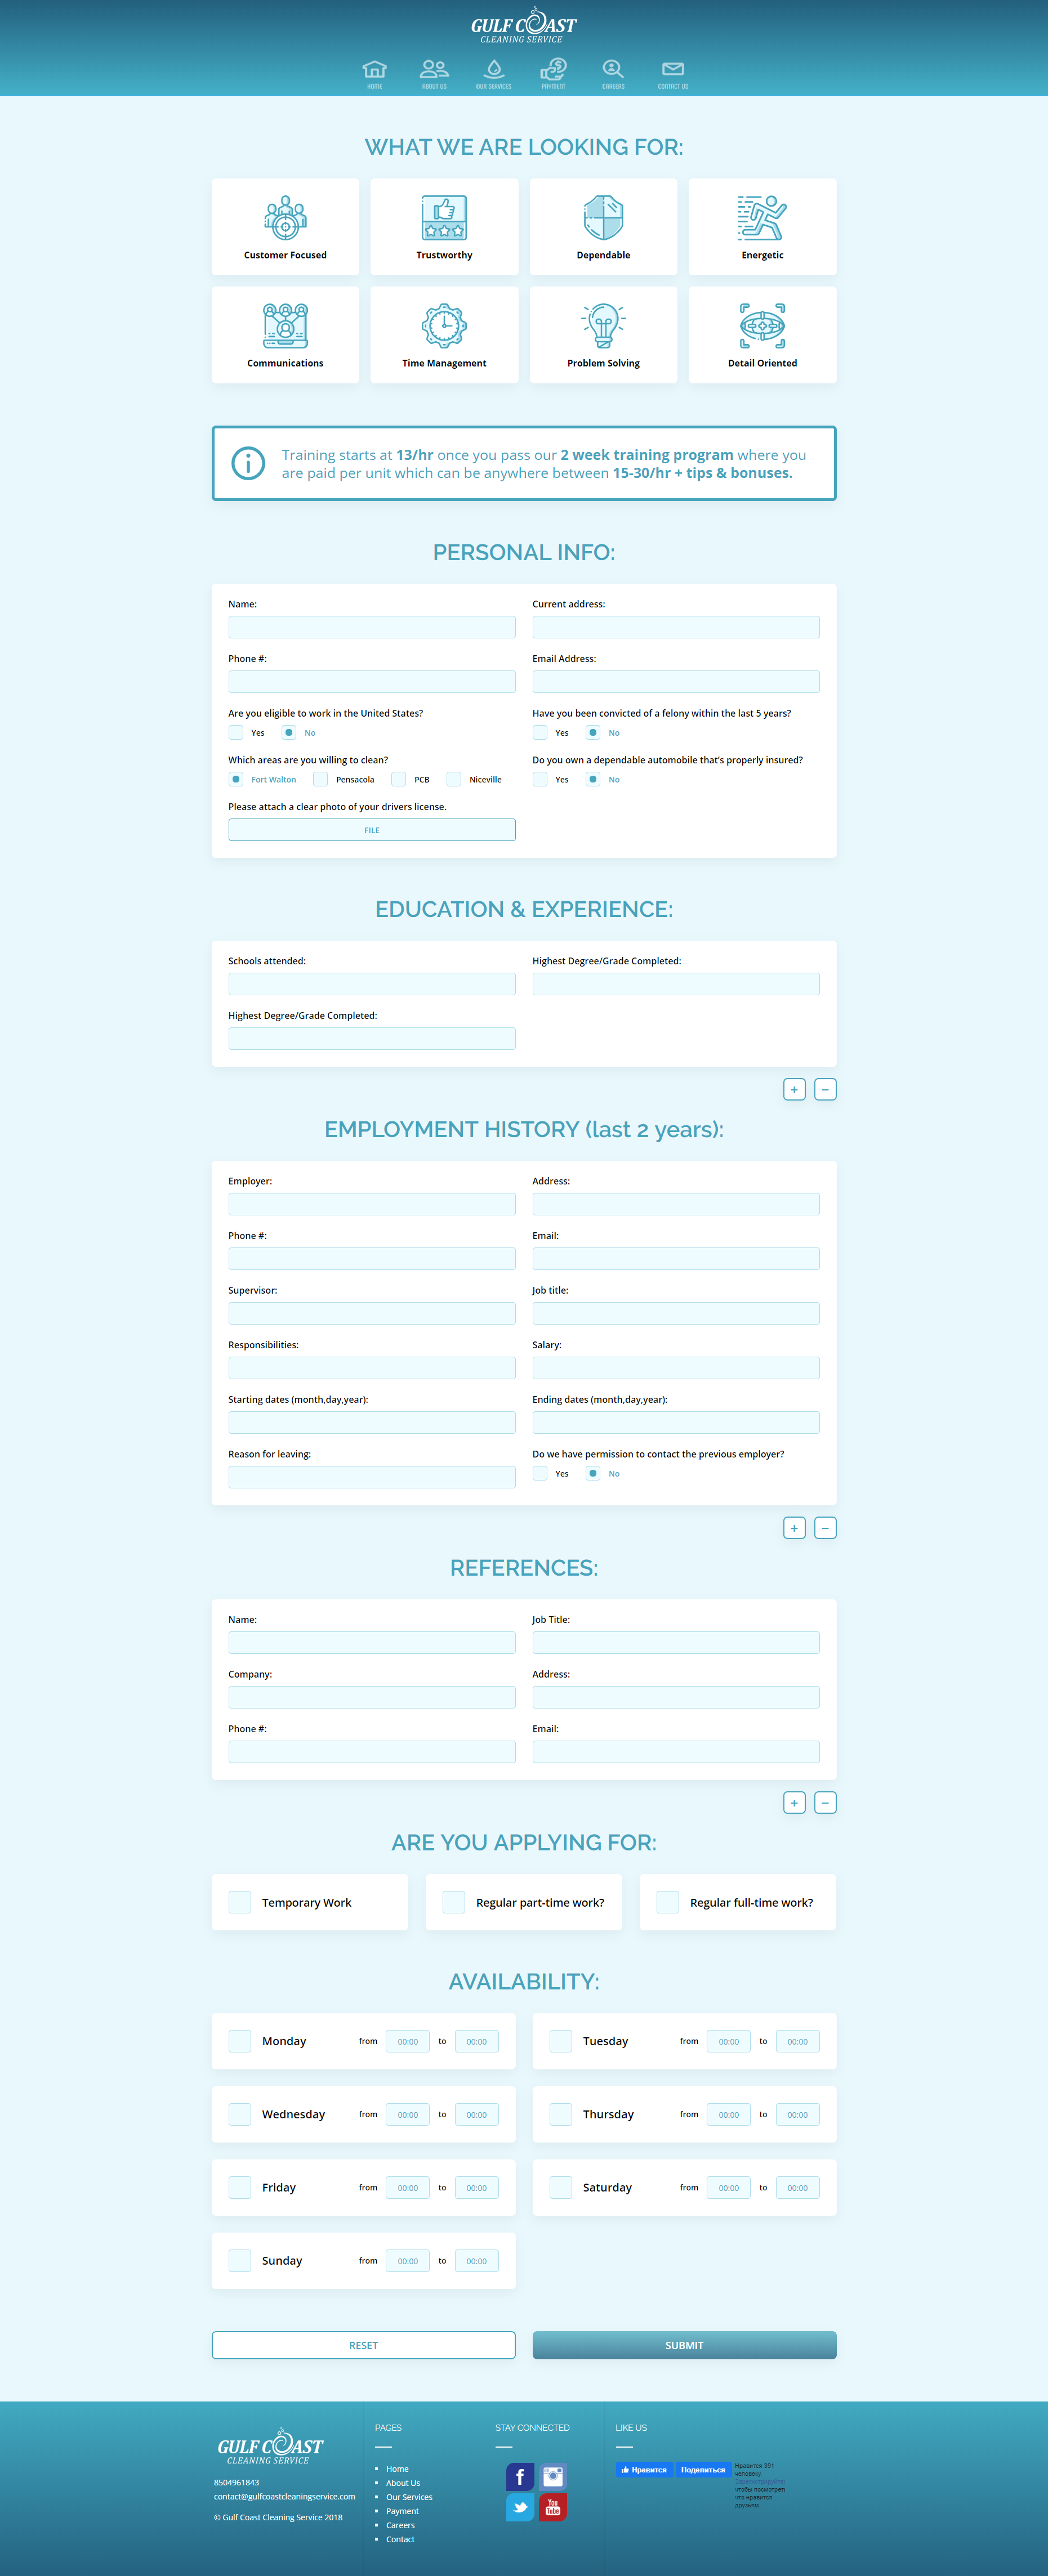 GULF COAST
CLEANING SERVICE
HOME
ABOUT US
OUR SERVICES
PAYMENT
CAREERS
CONTACT US
WHAT WE ARE LOOKING FOR:
Customer Focused
Trustworthy
Dependable
Energetic
Communications
Time Management
Problem Solving
Detail Oriented
Training starts at 13/hr once you pass our 2 week training program where you
are paid per unit which can be anywhere between 15-30/hr + tips & bonuses.
PERSONAL INFO:
Name:
Current address:
Phone #:
Email Address:
Are you eligible to work in the United States?
Have you been convicted of a felony within the last 5 years?
Yes No
Yes No
Which areas are you willing to clean?
Do you own a dependable automobile that’s properly insured?
Fort Walton Pensacola PCB Niceville
Yes No
Please attach a clear photo of your drivers license.
FILE
EDUCATION & EXPERIENCE:
Schools attended:
Highest Degree/Grade Completed:
Highest Degree/Grade Completed:
+ −
EMPLOYMENT HISTORY (last 2 years):
Employer:
Address:
Phone #:
Email:
Supervisor:
Job title:
Responsibilities:
Salary:
Starting dates (month,day,year):
Ending dates (month,day,year):
Reason for leaving:
Do we have permission to contact the previous employer?
Yes No
+ −
REFERENCES:
Name:
Job Title:
Company:
Address:
Phone #:
Email:
+ −
ARE YOU APPLYING FOR:
Temporary Work
Regular part-time work?
Regular full-time work?
AVAILABILITY:
Monday from 00:00 to 00:00
Tuesday from 00:00 to 00:00
Wednesday from 00:00 to 00:00
Thursday from 00:00 to 00:00
Friday from 00:00 to 00:00
Saturday from 00:00 to 00:00
Sunday from 00:00 to 00:00
RESET
SUBMIT
GULF COAST
CLEANING SERVICE
8504961843
contact@gulfcoastcleaningservice.com
© Gulf Coast Cleaning Service 2018
PAGES
Home
About Us
Our Services
Payment
Careers
Contact
STAY CONNECTED
f
You
Tube
LIKE US
Нравится
Поделиться
Нравится 391
человеку
чтобы посмотреть
что нравится
друзьям.